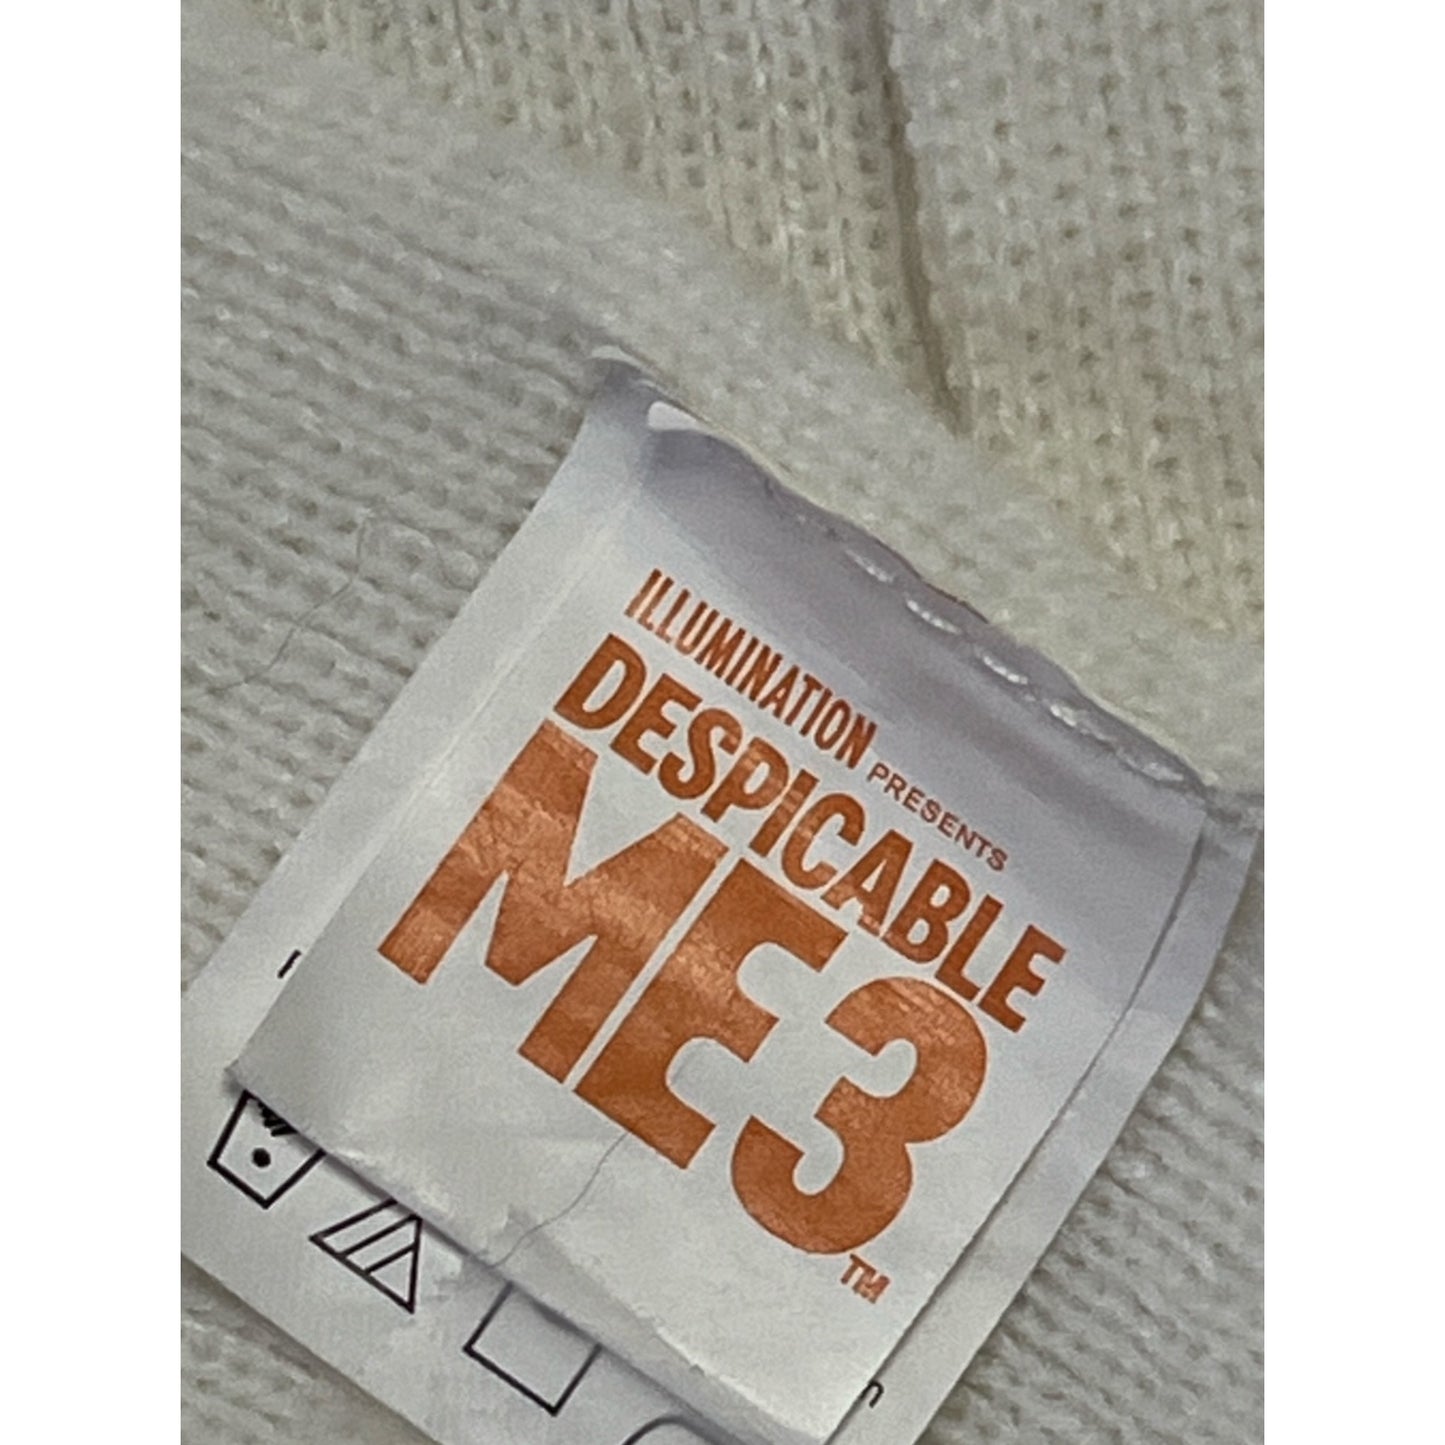 ILLUMINATION
PRESENTS
DESPICABLE
ME3
TM